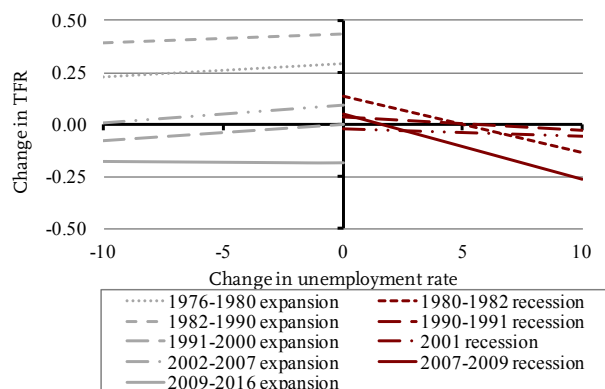 0.50
0.25
0.00
-0.25
-0.50
Change in TFR
-10
-5
0
5
10
Change in unemployment rate
1976-1980 expansion
1980-1982 recession
1982-1990 expansion
1990-1991 recession
1991-2000 expansion
2001 recession
2002-2007 expansion
2007-2009 recession
2009-2016 expansion